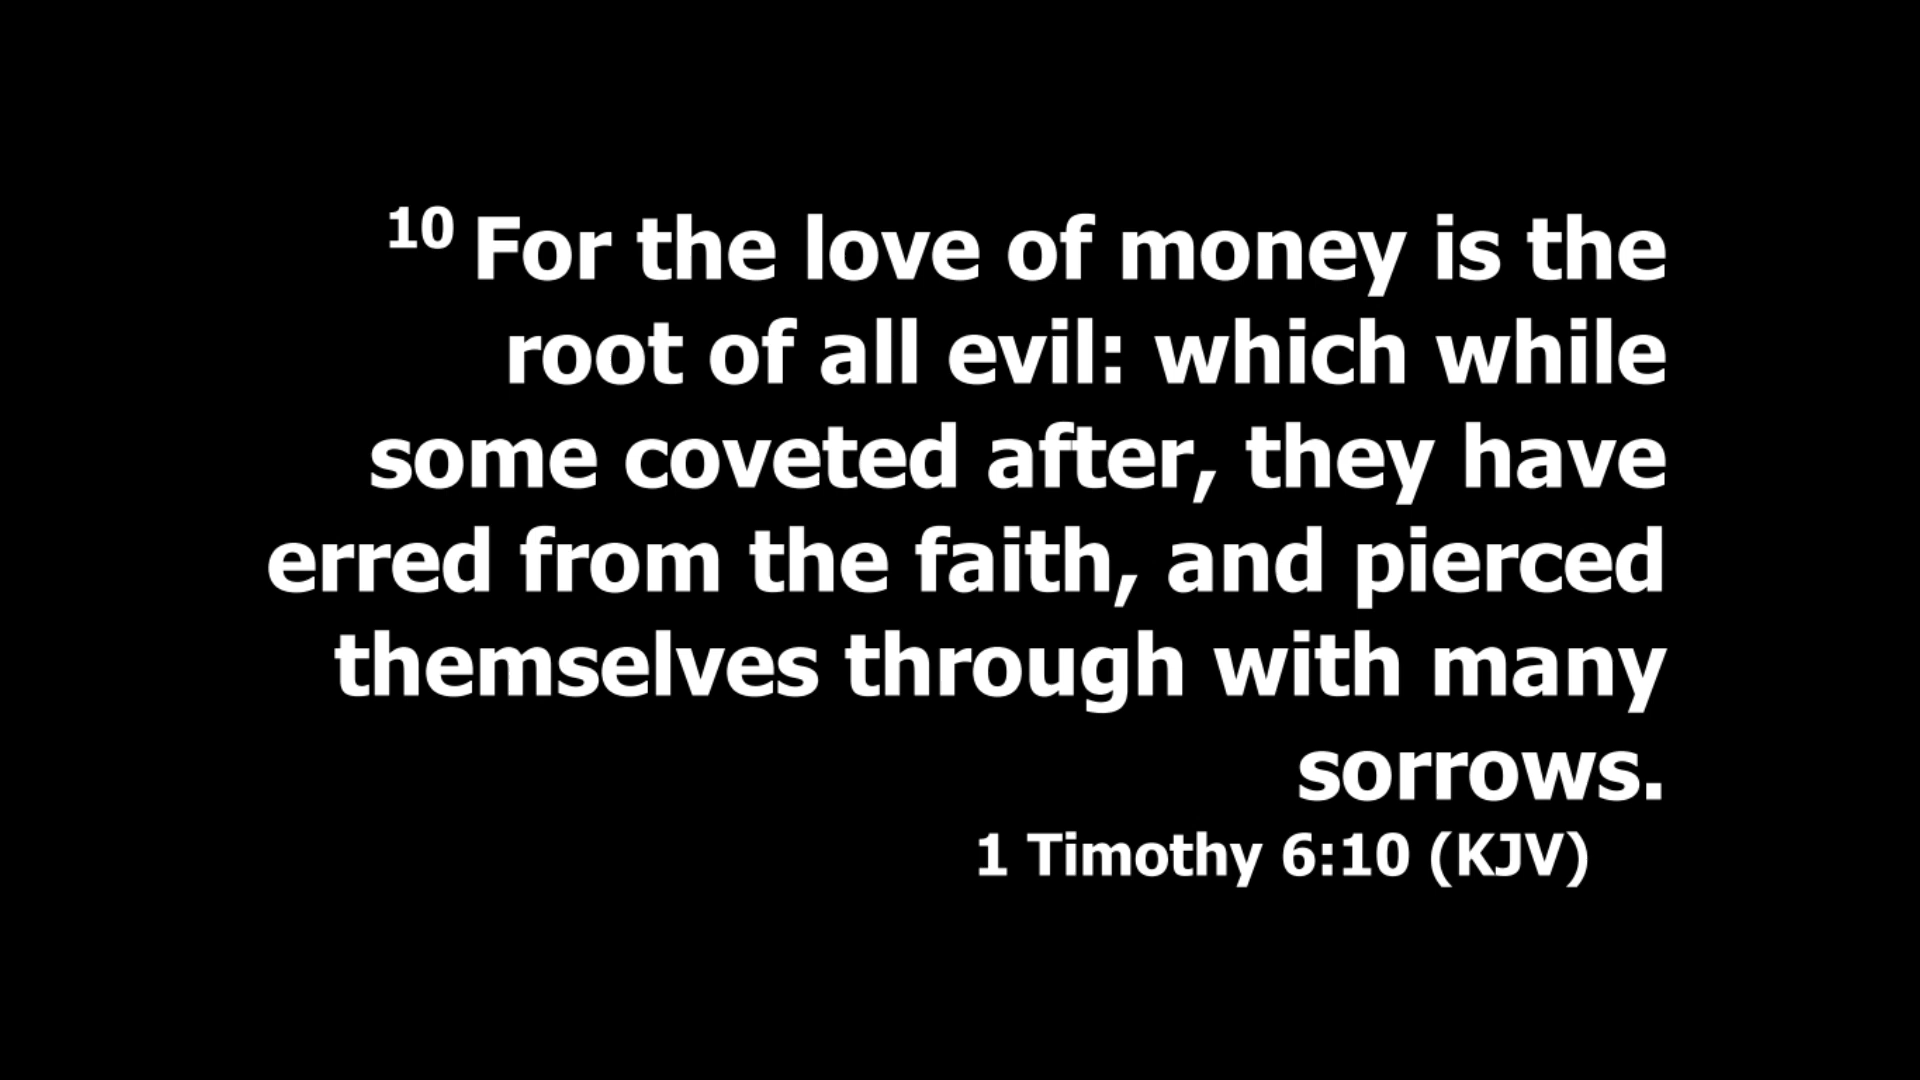 10 For the love of money is the
root of all evil: which while
some coveted after, they have
erred from the faith, and pierced
themselves through with many
sorrows.
1 Timothy 6:10 (KJV)